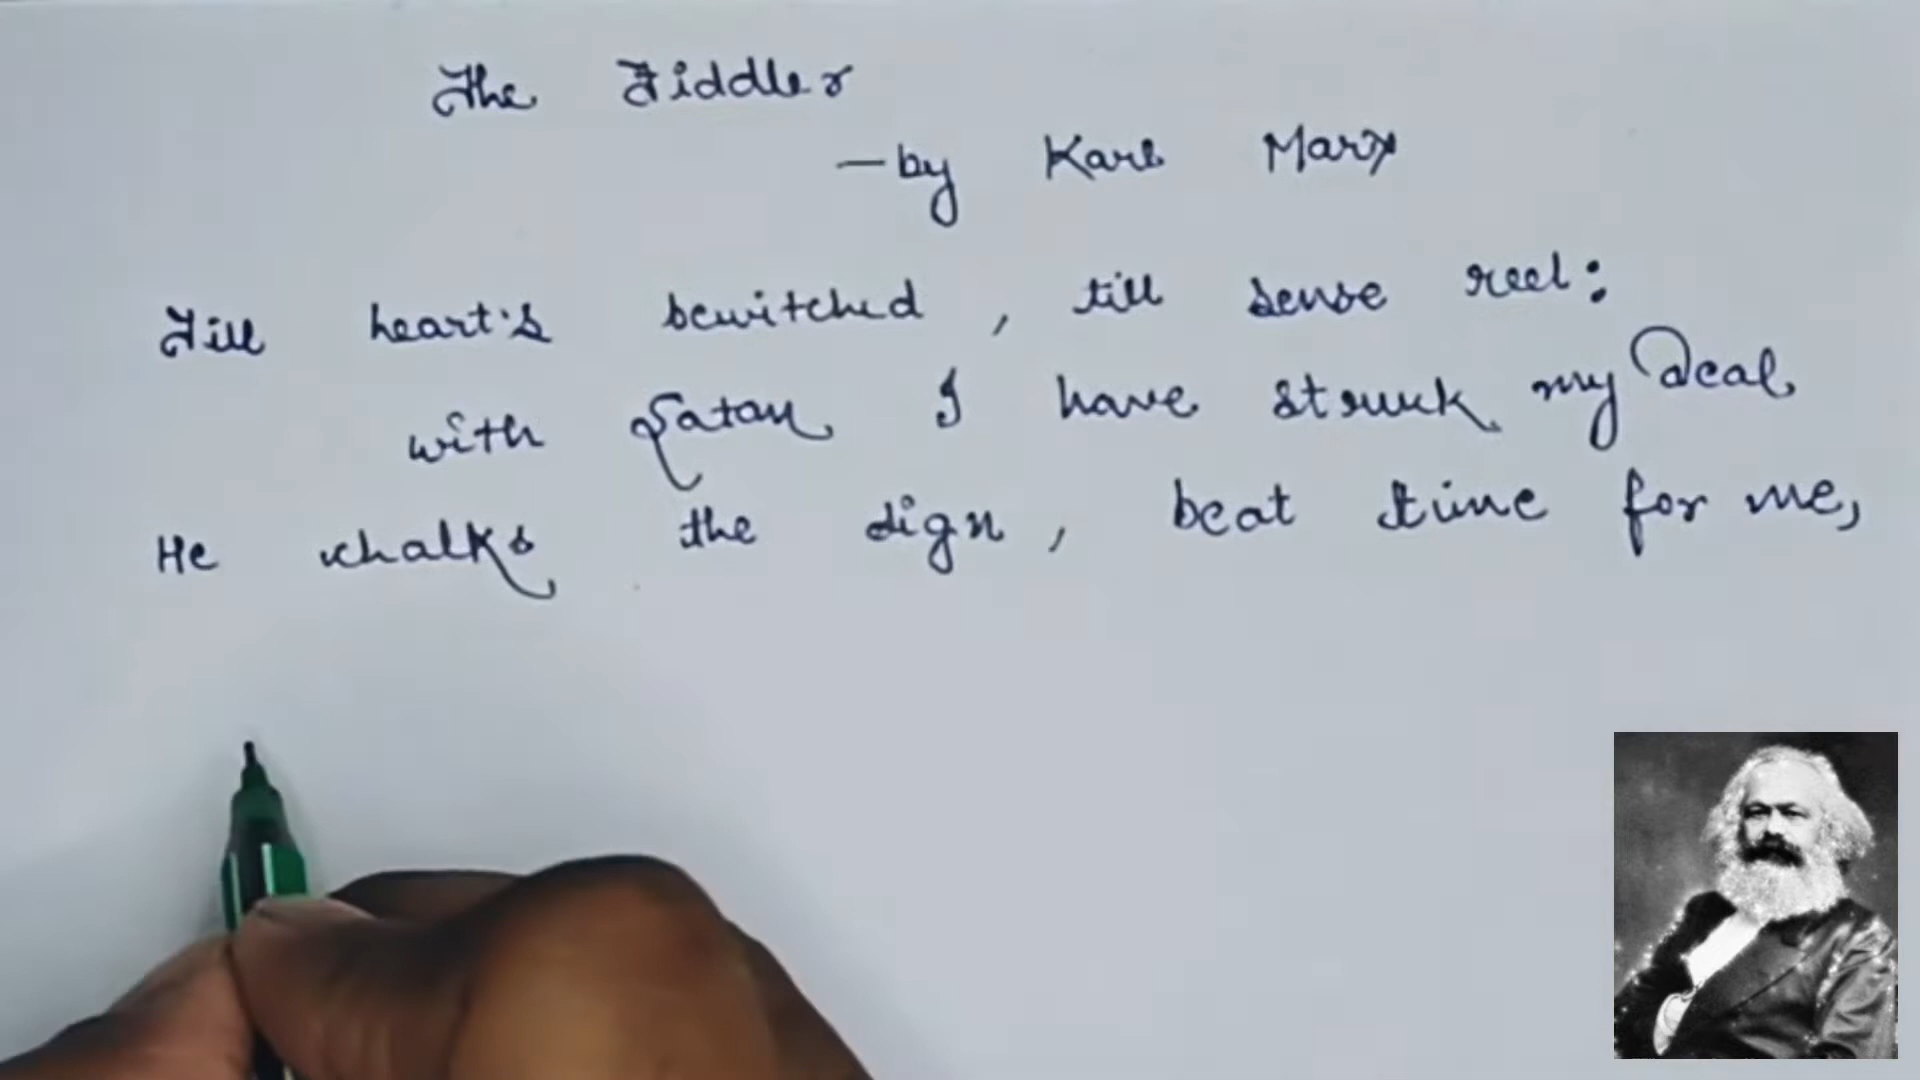 The Fiddler
—by Karl Marx
Till heart's bewitched, till sense reel:
with Satan I have struck my deal
He chalks the sign, beat time for me,